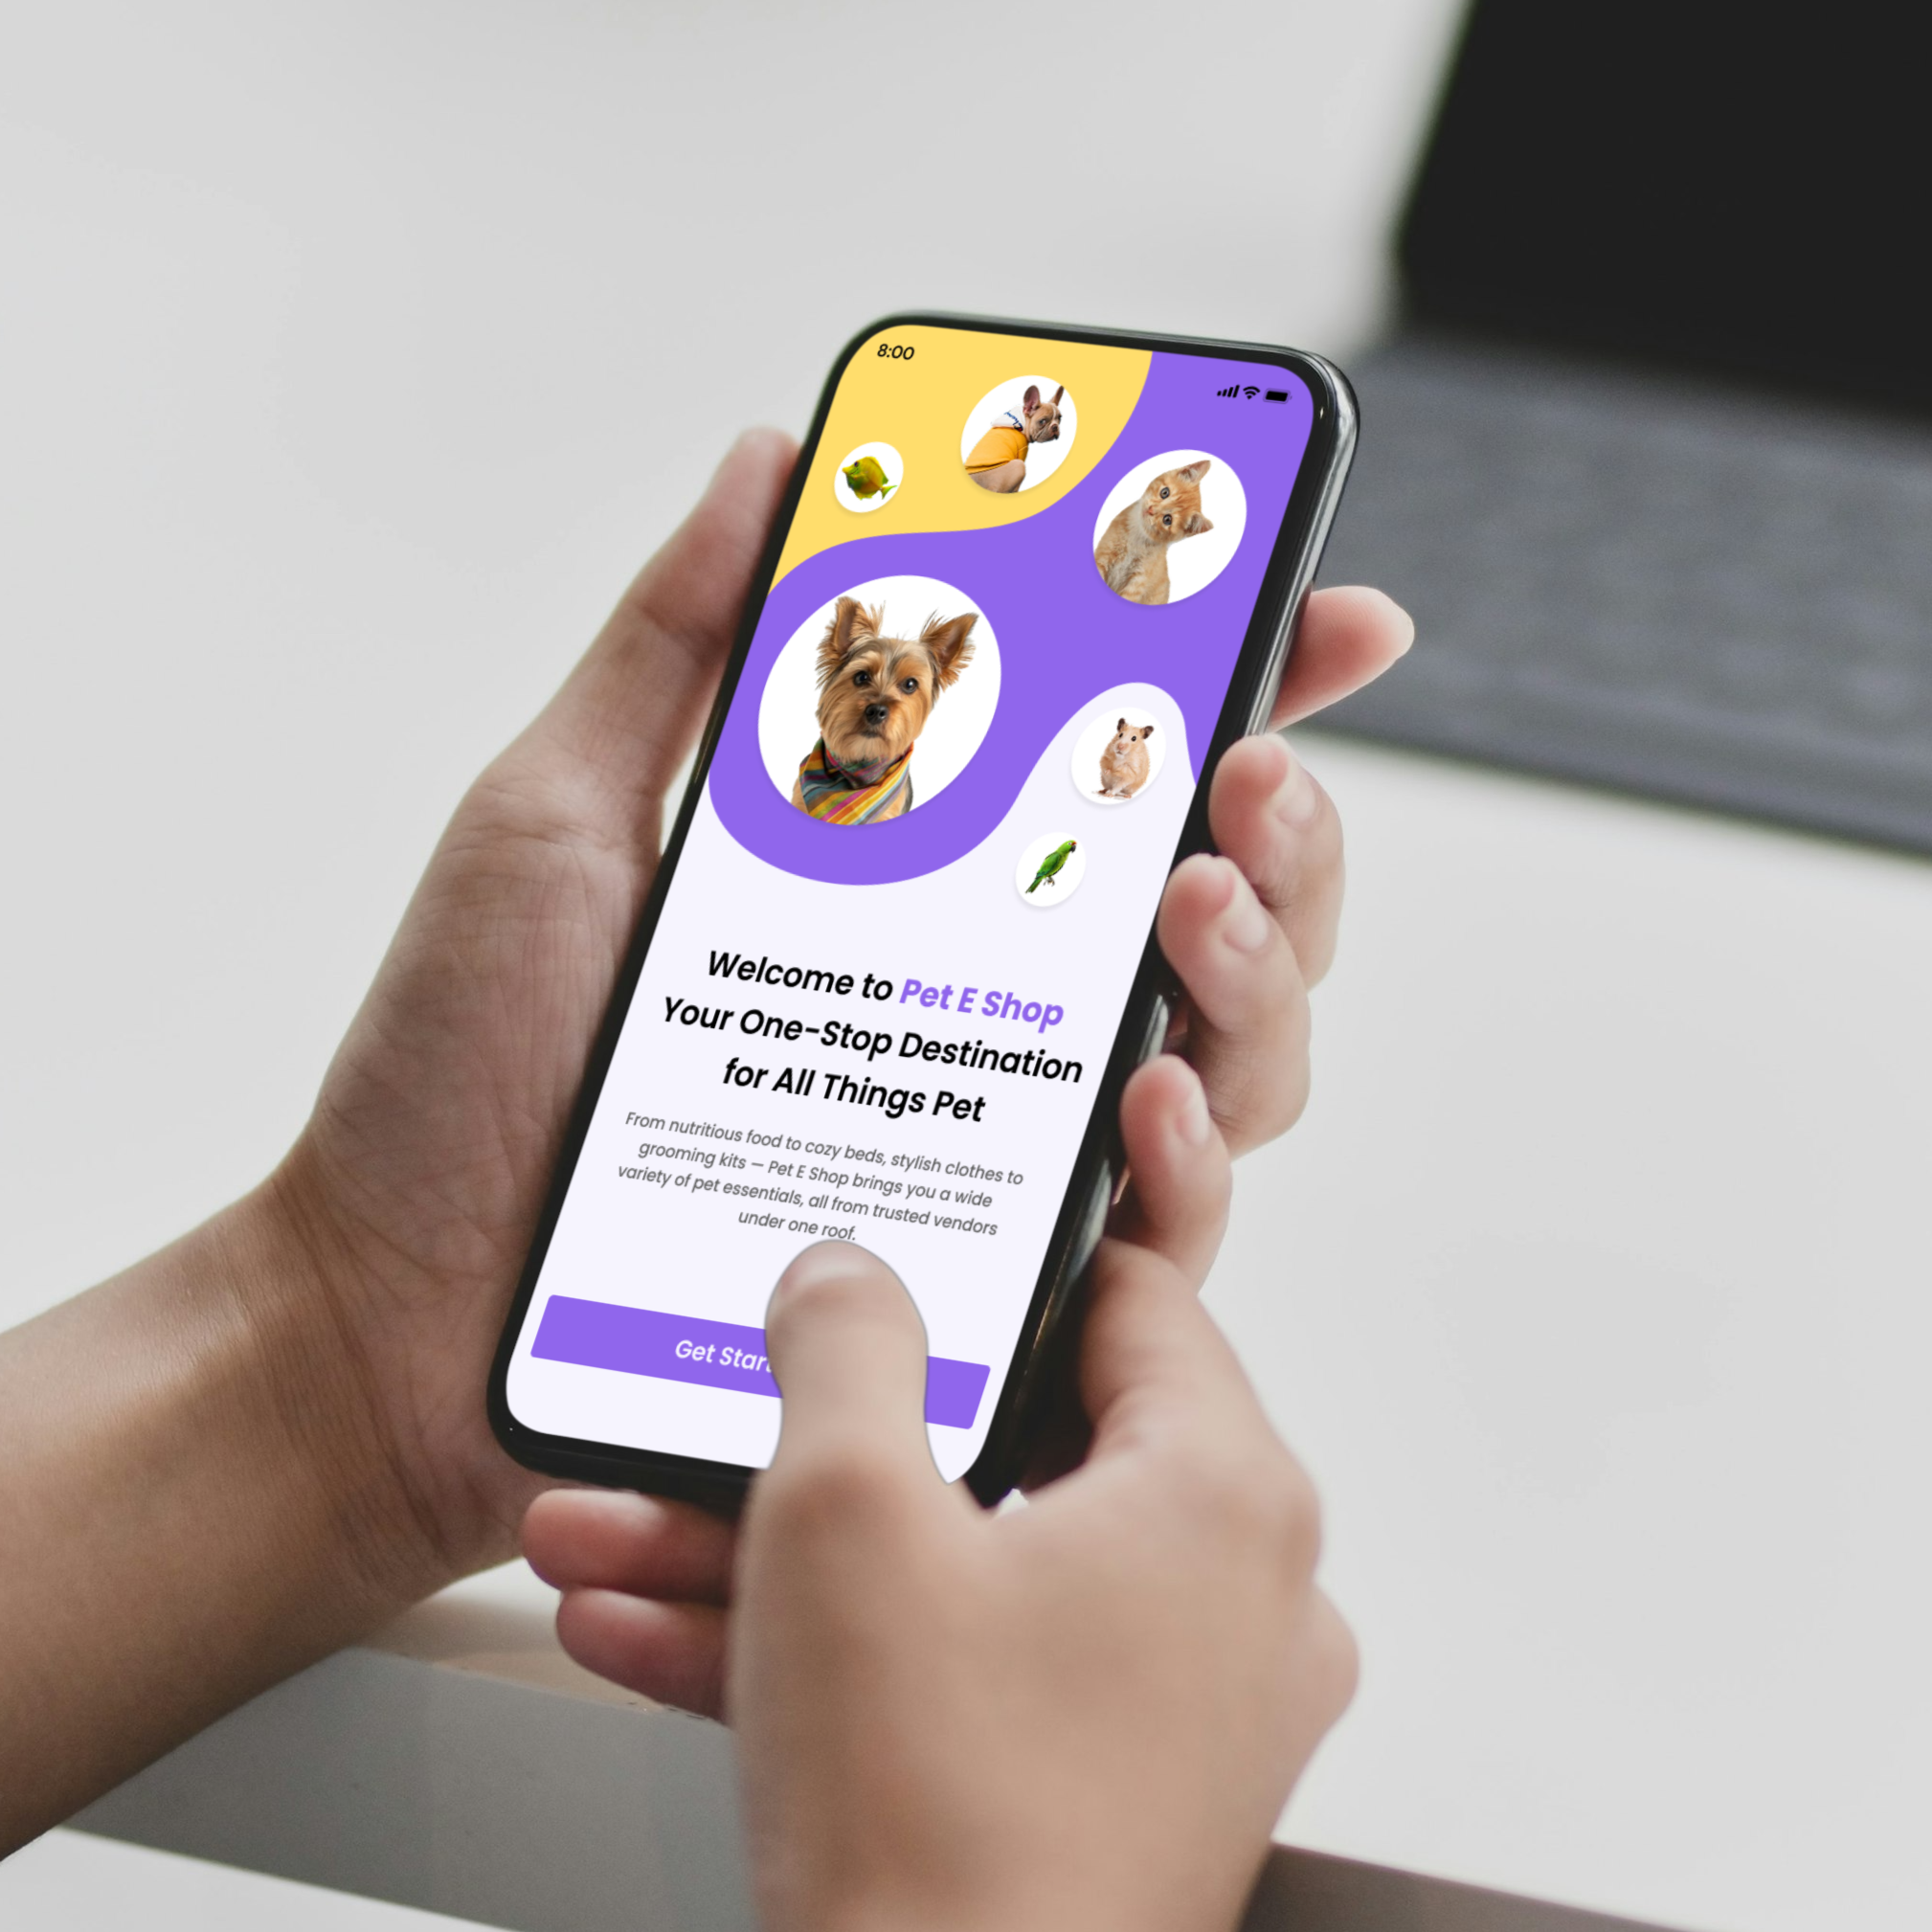 8:00
Welcome to Pet E Shop
Your One-Stop Destination
for All Things Pet
From nutritious food to cozy beds, stylish clothes to
grooming kits — Pet E Shop brings you a wide
variety of pet essentials, all from trusted vendors
under one roof.
Get